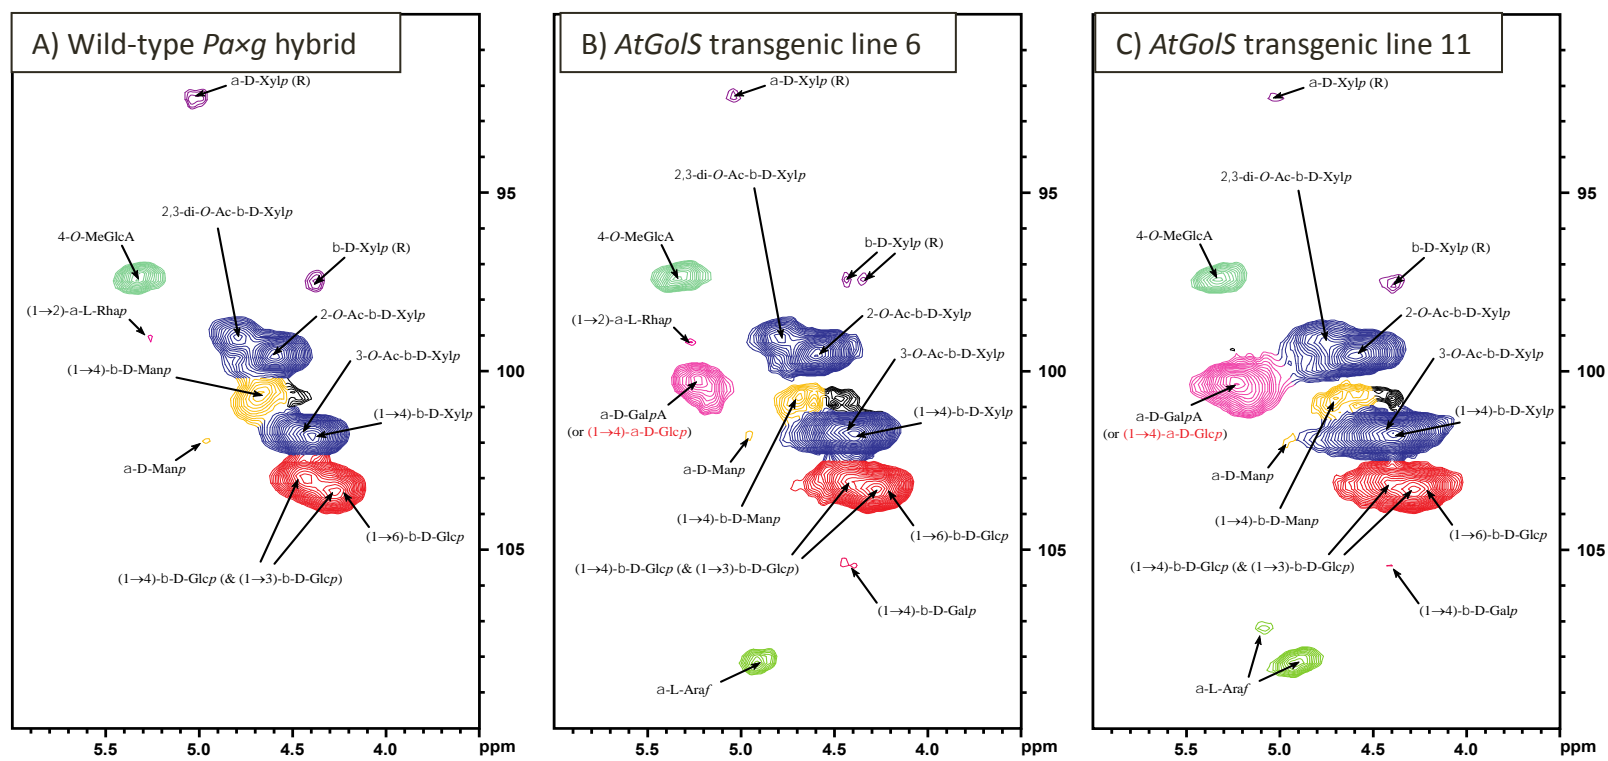 A) Wild-type Pa×g hybrid
a-D-Xylp (R)
2,3-di-O-Ac-b-D-Xylp
4-O-MeGlcA
b-D-Xylp (R)
(1→2)-a-L-Rhap
2-O-Ac-b-D-Xylp
3-O-Ac-b-D-Xylp
(1→4)-b-D-Manp
(1→4)-b-D-Xylp
a-D-Manp
(1→6)-b-D-Glcp
(1→4)-b-D-Glcp (& (1→3)-b-D-Glcp)
95
100
105
5.5 5.0 4.5 4.0 ppm
B) AtGolS transgenic line 6
a-D-Xylp (R)
2,3-di-O-Ac-b-D-Xylp
4-O-MeGlcA
b-D-Xylp (R)
(1→2)-a-L-Rhap
2-O-Ac-b-D-Xylp
3-O-Ac-b-D-Xylp
(1→4)-b-D-Xylp
a-D-GalpA
(or (1→4)-a-D-Glcp)
a-D-Manp
(1→4)-b-D-Manp
(1→6)-b-D-Glcp
(1→4)-b-D-Glcp (& (1→3)-b-D-Glcp)
(1→4)-b-D-Galp
a-L-Araf
95
100
105
5.5 5.0 4.5 4.0 ppm
C) AtGolS transgenic line 11
a-D-Xylp (R)
2,3-di-O-Ac-b-D-Xylp
4-O-MeGlcA
b-D-Xylp (R)
2-O-Ac-b-D-Xylp
3-O-Ac-b-D-Xylp
(1→4)-b-D-Xylp
a-D-GalpA
(or (1→4)-a-D-Glcp)
a-D-Manp
(1→4)-b-D-Manp
(1→6)-b-D-Glcp
(1→4)-b-D-Glcp (& (1→3)-b-D-Glcp)
(1→4)-b-D-Galp
a-L-Araf
95
100
105
5.5 5.0 4.5 4.0 ppm